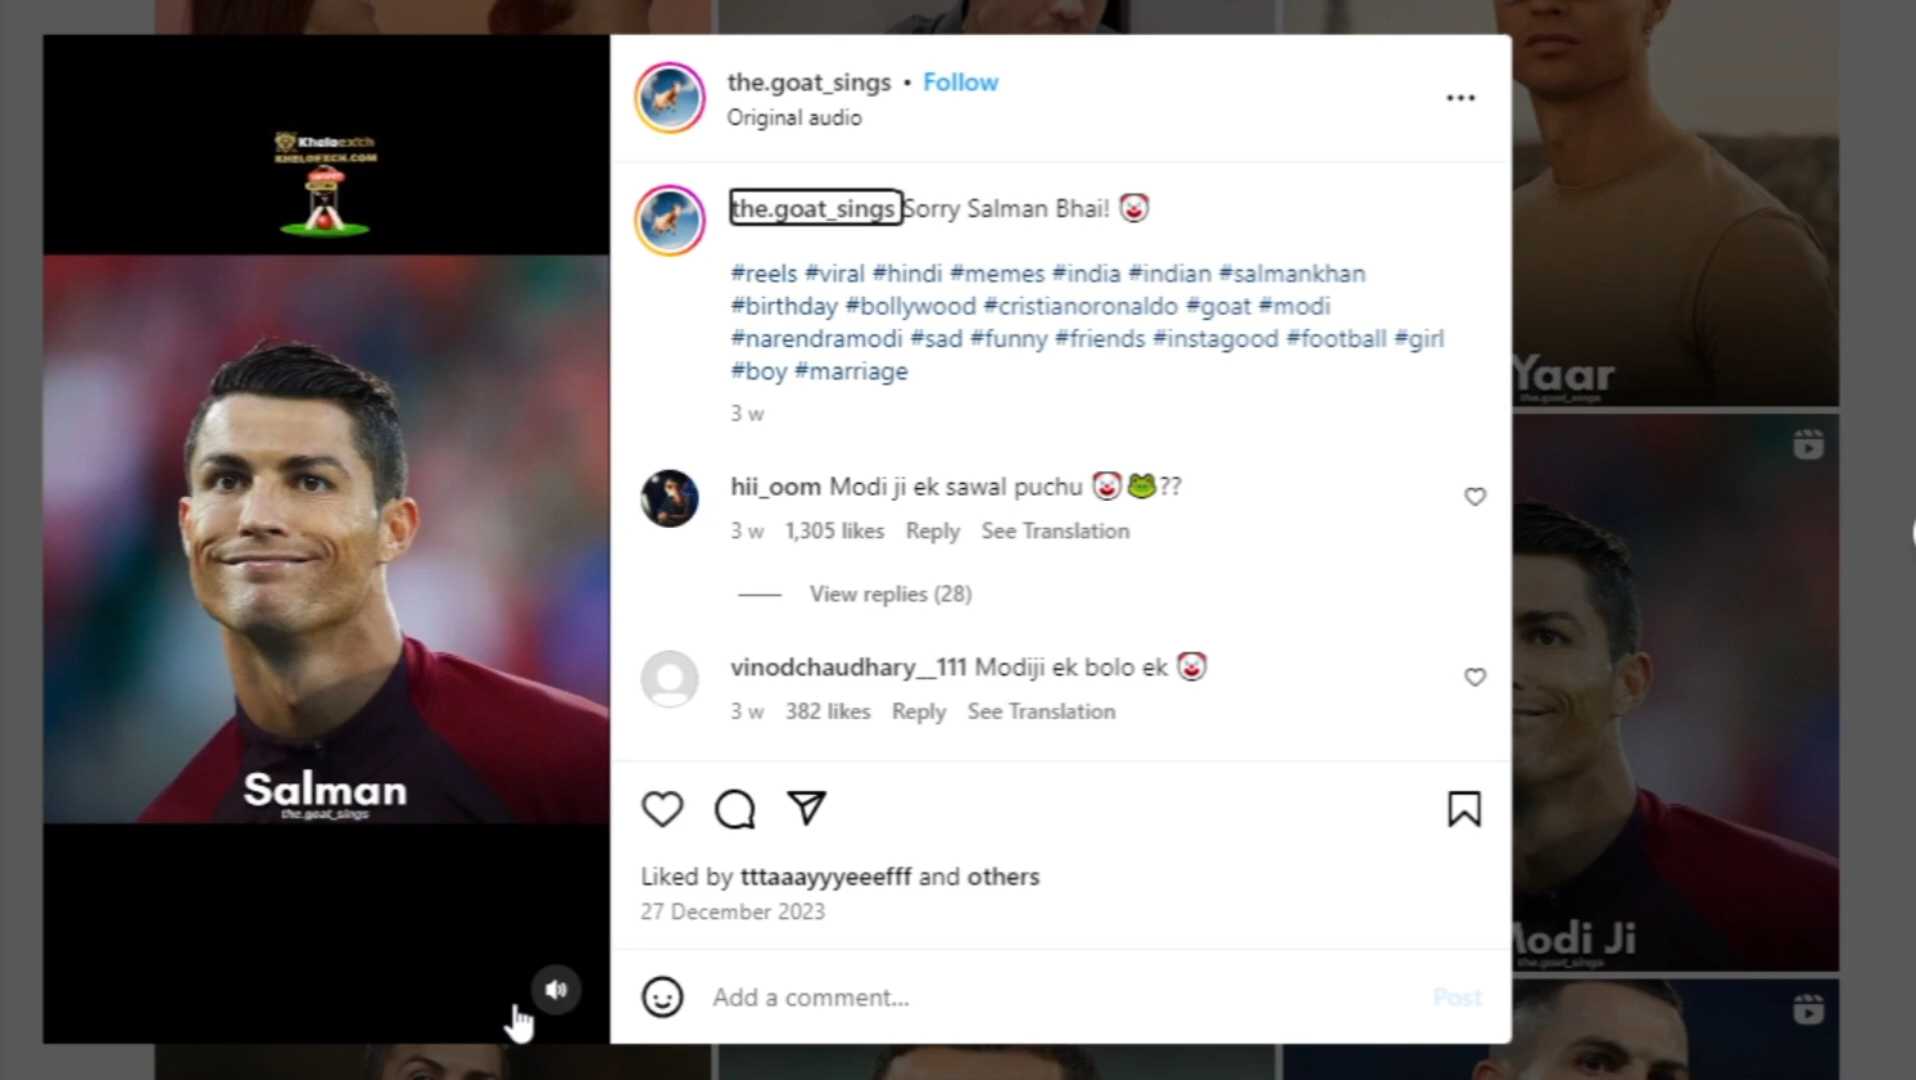 Kheloexch
KHELOEXCH.COM
Salman
the.goat_sings
the.goat_sings • Follow
Original audio
the.goat_sings Sorry Salman Bhai! 🤡
#reels #viral #hindi #memes #india #indian #salmankhan
#birthday #bollywood #cristianoronaldo #goat #modi
#narendramodi #sad #funny #friends #instagood #football #girl
#boy #marriage
3 w
hii_oom Modi ji ek sawal puchu 🤡🐸??
3 w 1,305 likes Reply See Translation
View replies (28)
vinodchaudhary__111 Modiji ek bolo ek 🤡
3 w 382 likes Reply See Translation
Liked by tttaaayyyeeefff and others
27 December 2023
Add a comment... Post
Yaar
the.goat_sings
Modi Ji
the.goat_sings